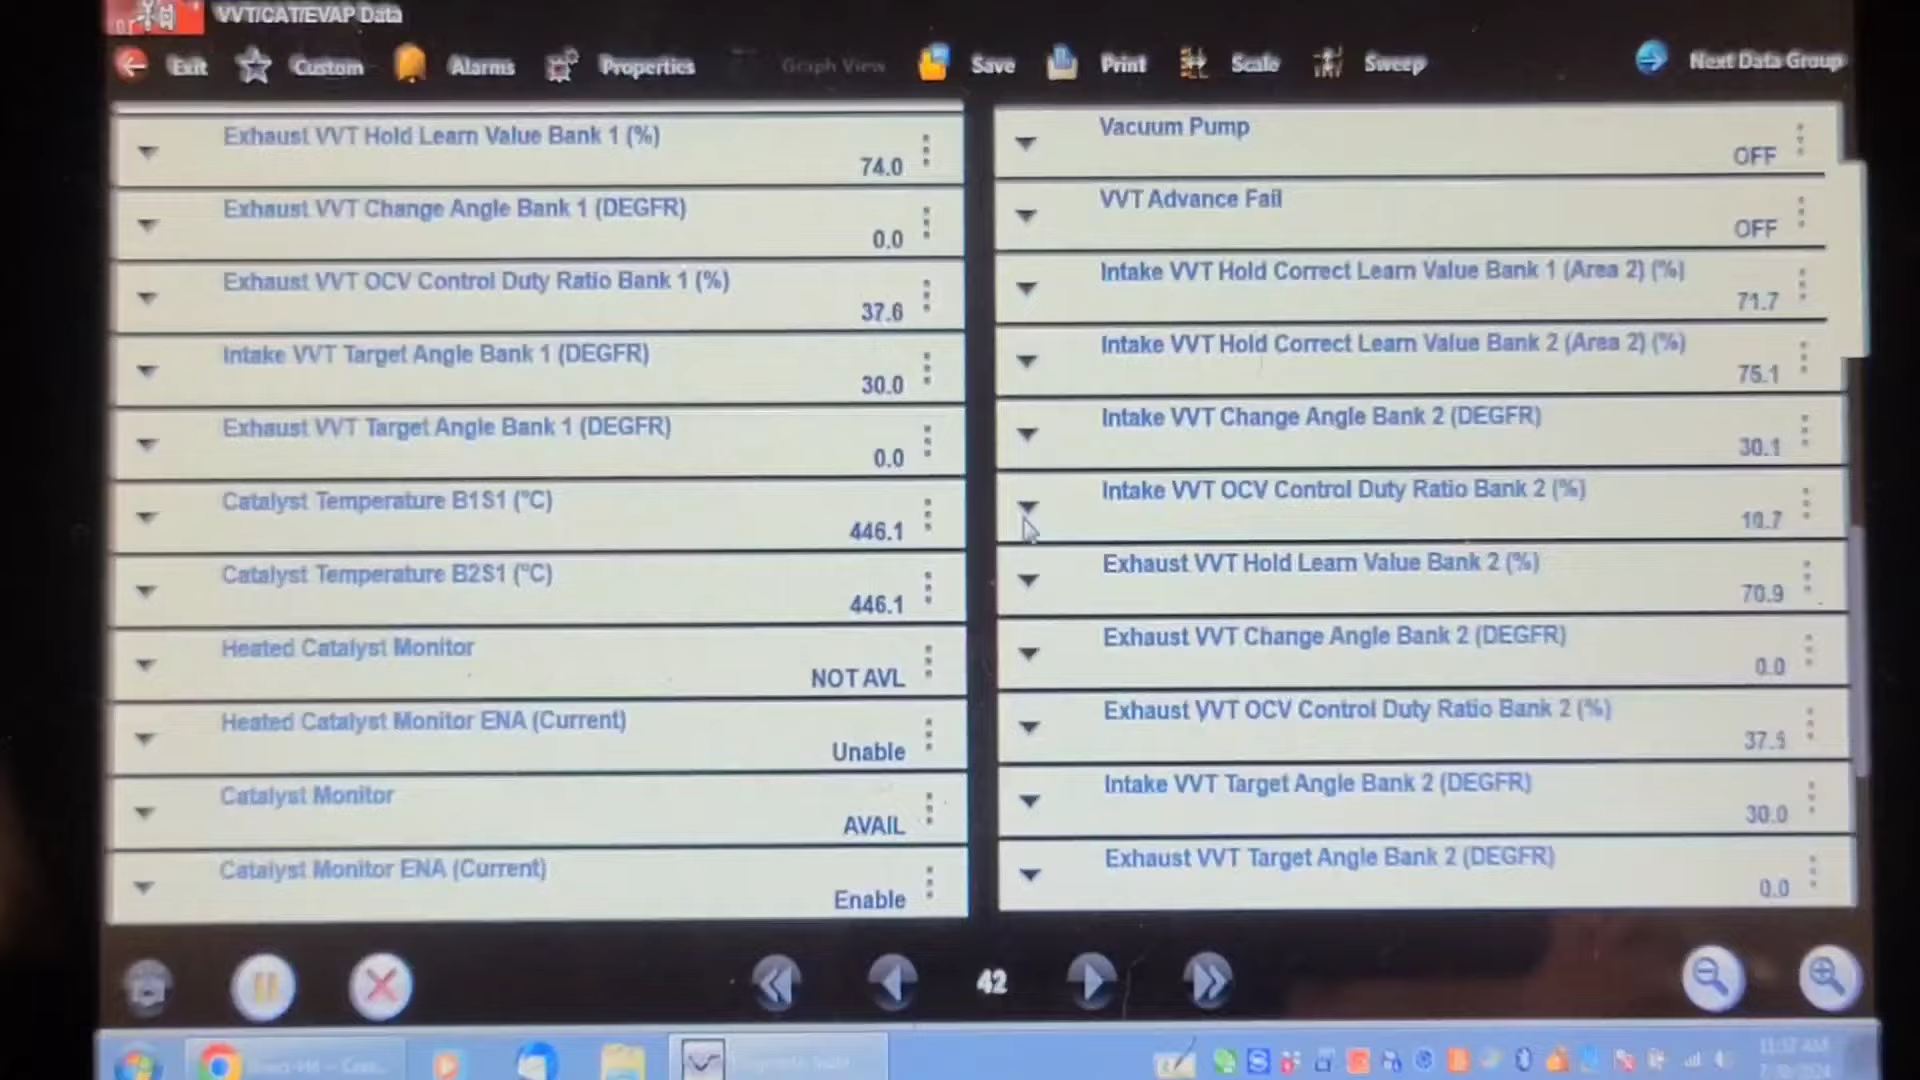 VVT/CAT/EVAP Data
Exit Custom Alarms Properties Graph View Save Print Scale Sweep Next Data Group
Exhaust VVT Hold Learn Value Bank 1 (%)
74.0
Exhaust VVT Change Angle Bank 1 (DEGFR)
0.0
Exhaust VVT OCV Control Duty Ratio Bank 1 (%)
37.6
Intake VVT Target Angle Bank 1 (DEGFR)
30.0
Exhaust VVT Target Angle Bank 1 (DEGFR)
0.0
Catalyst Temperature B1S1 (°C)
446.1
Catalyst Temperature B2S1 (°C)
446.1
Heated Catalyst Monitor
NOT AVL
Heated Catalyst Monitor ENA (Current)
Unable
Catalyst Monitor
AVAIL
Catalyst Monitor ENA (Current)
Enable
Vacuum Pump
OFF
VVT Advance Fail
OFF
Intake VVT Hold Correct Learn Value Bank 1 (Area 2) (%)
71.7
Intake VVT Hold Correct Learn Value Bank 2 (Area 2) (%)
75.1
Intake VVT Change Angle Bank 2 (DEGFR)
30.1
Intake VVT OCV Control Duty Ratio Bank 2 (%)
Exhaust VVT Hold Learn Value Bank 2 (%)
70.9
Exhaust VVT Change Angle Bank 2 (DEGFR)
0.0
Exhaust VVT OCV Control Duty Ratio Bank 2 (%)
Intake VVT Target Angle Bank 2 (DEGFR)
30.0
Exhaust VVT Target Angle Bank 2 (DEGFR)
0.0
42